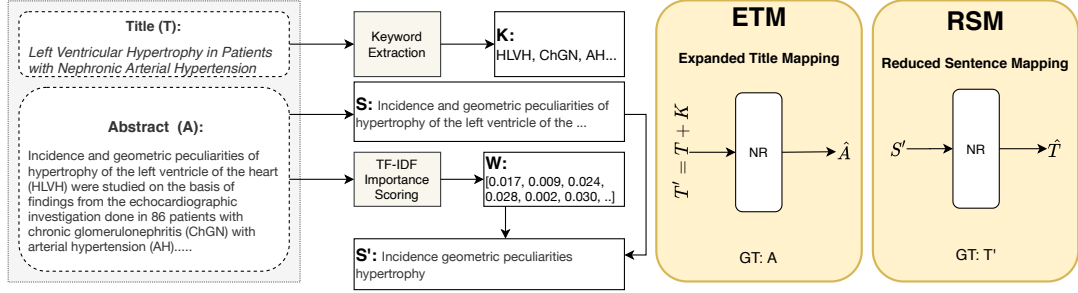 Title (T):
Left Ventricular Hypertrophy in Patients
with Nephronic Arterial Hypertension
Abstract (A):
Incidence and geometric peculiarities of
hypertrophy of the left ventricle of the heart
(HLVH) were studied on the basis of
findings from the echocardiographic
investigation done in 86 patients with
chronic glomerulonephritis (ChGN) with
arterial hypertension (AH).....
Keyword
Extraction
K:
HLVH, ChGN, AH...
S: Incidence and geometric peculiarities of
hypertrophy of the left ventricle of the ...
TF-IDF
Importance
Scoring
W:
[0.017, 0.009, 0.024,
0.028, 0.002, 0.030, ..]
S': Incidence geometric peculiarities
hypertrophy
ETM
Expanded Title Mapping
T' = T + K
NR
Â
GT: A
RSM
Reduced Sentence Mapping
S'
NR
T̂
GT: T'